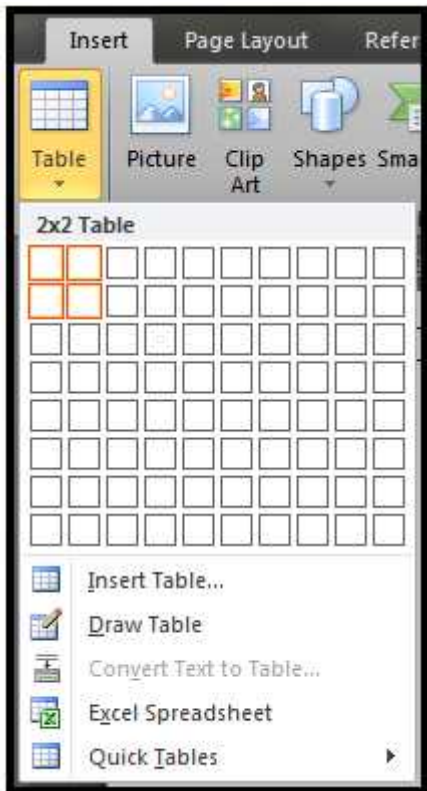 Insert Page Layout Refer
Table Picture Clip Art Shapes Sma
2x2 Table
Insert Table...
Draw Table
Convert Text to Table...
Excel Spreadsheet
Quick Tables